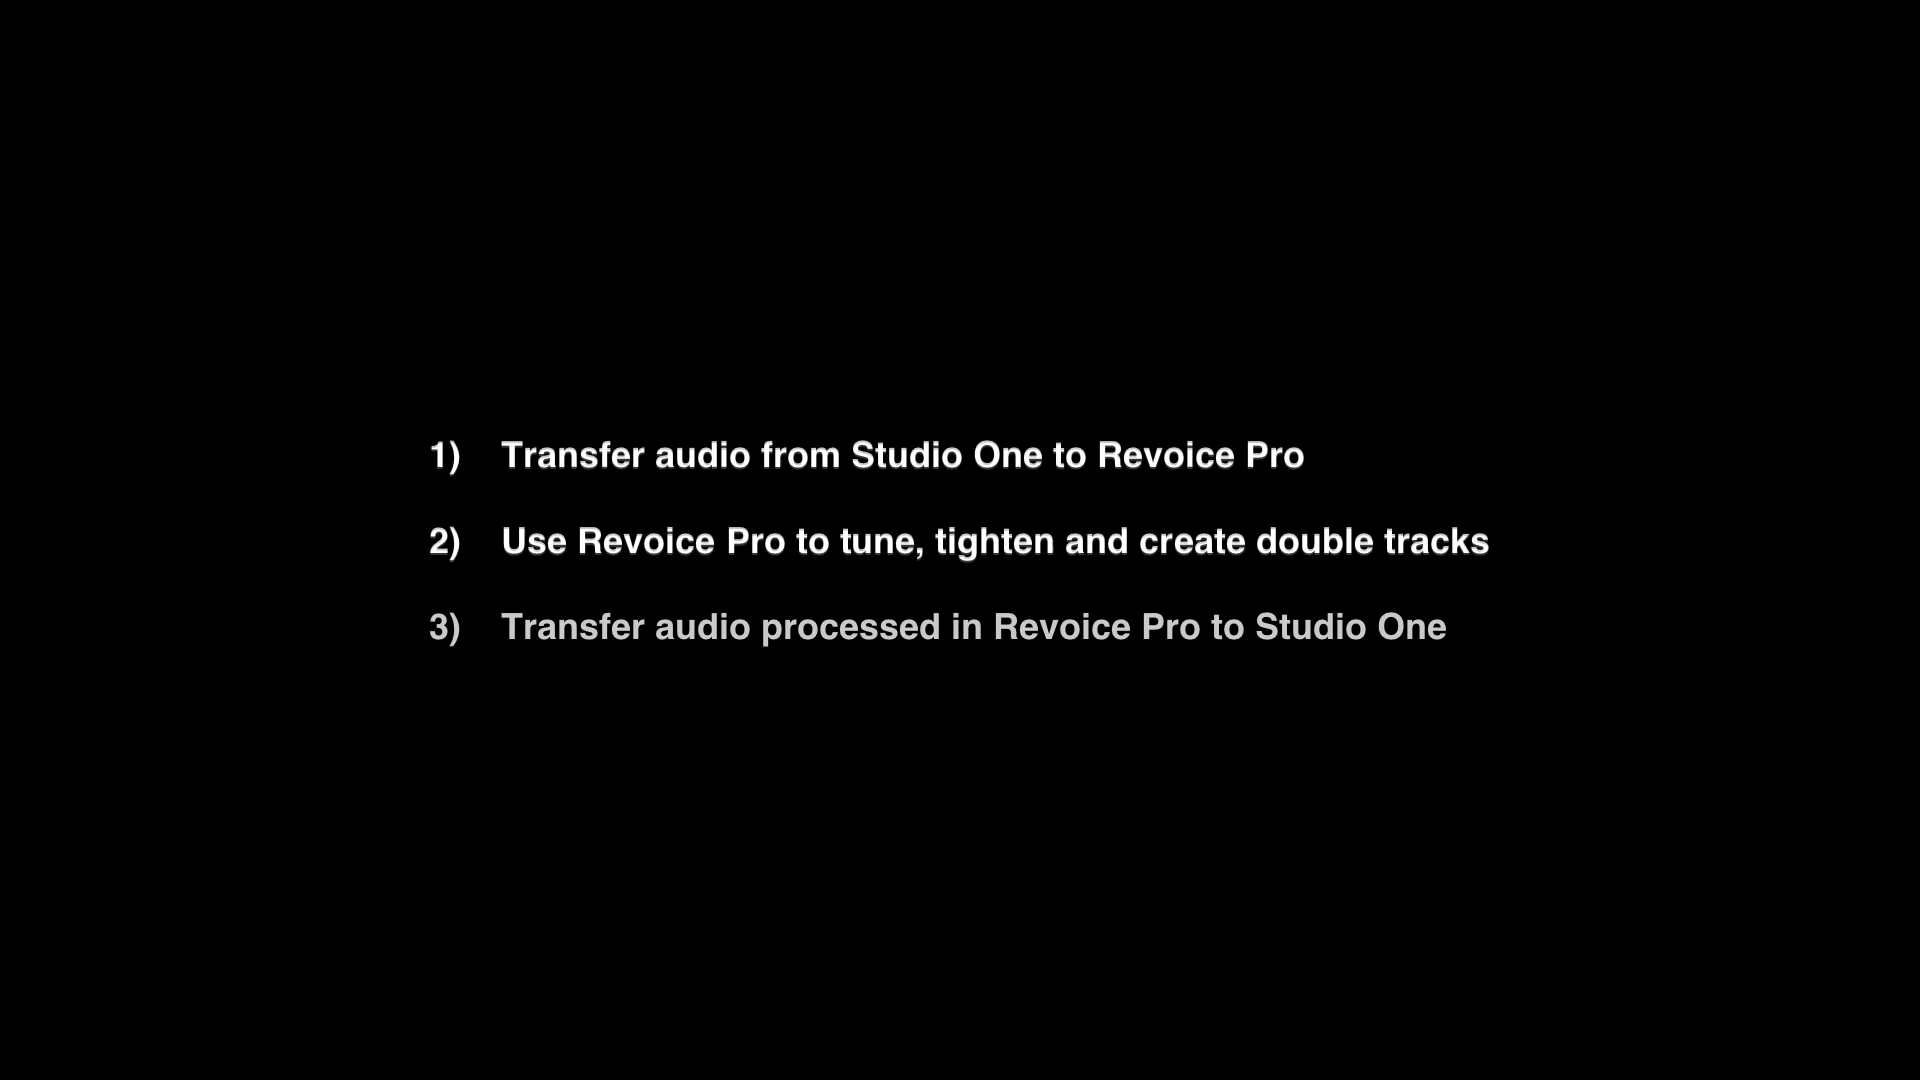 1) Transfer audio from Studio One to Revoice Pro
2) Use Revoice Pro to tune, tighten and create double tracks
3) Transfer audio processed in Revoice Pro to Studio One